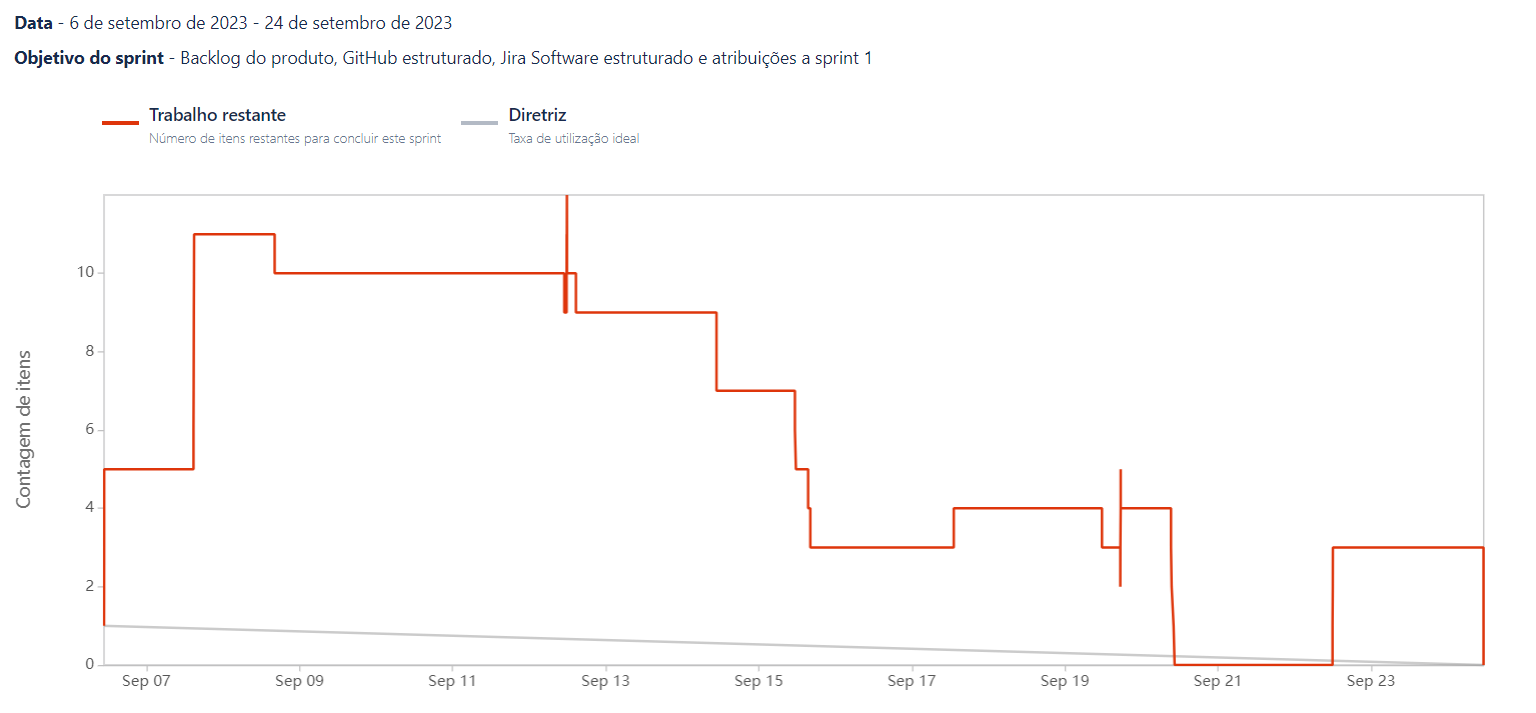 Data - 6 de setembro de 2023 - 24 de setembro de 2023
Objetivo do sprint - Backlog do produto, GitHub estruturado, Jira Software estruturado e atribuições a sprint 1
Trabalho restante
Número de itens restantes para concluir este sprint
Diretriz
Taxa de utilização ideal
Contagem de itens
10
8
6
4
2
0
Sep 07 Sep 09 Sep 11 Sep 13 Sep 15 Sep 17 Sep 19 Sep 21 Sep 23